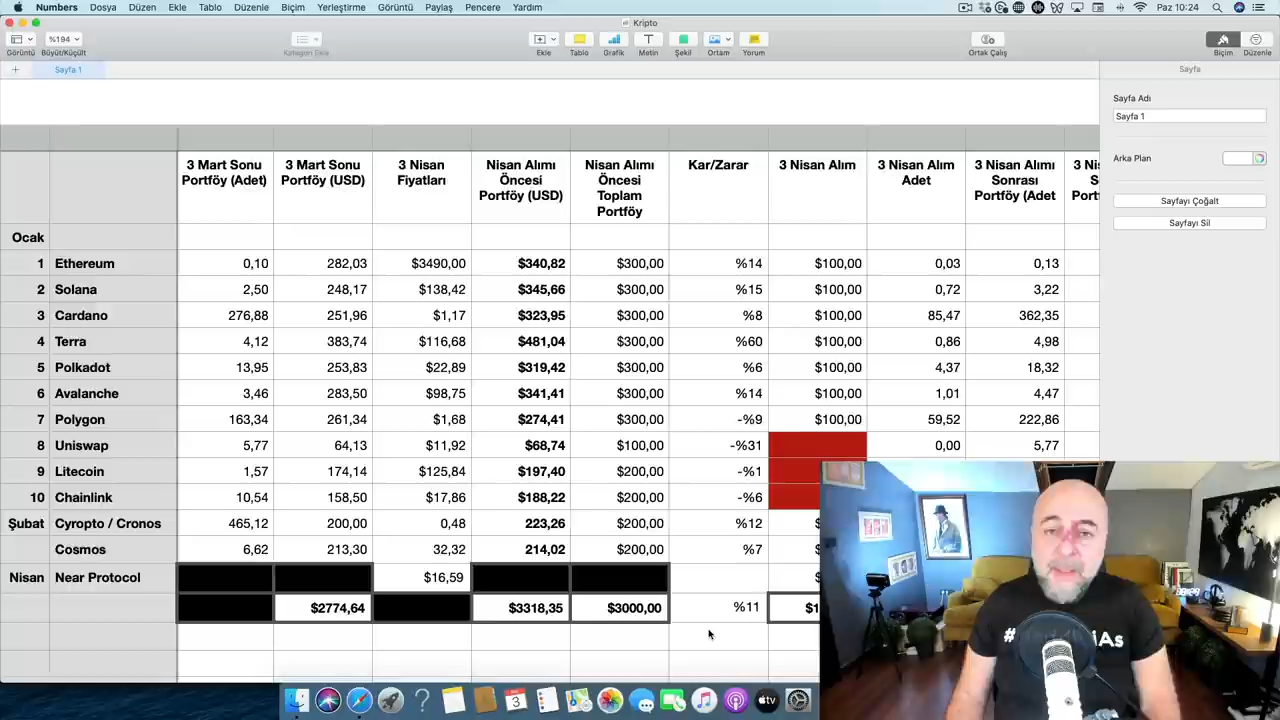 Numbers Dosya Düzen Ekle Tablo Düzenle Biçim Yerleştirme Görüntü Paylaş Pencere Yardım Paz 10:24
Kripto
%194
Görüntü Büyüt/Küçült Kategori Ekle Ekle Tablo Grafik Metin Şekil Ortam Yorum Ortak Çalış Biçim Düzenle
Sayfa 1
Sayfa
Sayfa Adı
Sayfa 1
Arka Plan
Sayfayı Çoğalt
Sayfayı Sil
3 Mart Sonu Portföy (Adet) 3 Mart Sonu Portföy (USD) 3 Nisan Fiyatları Nisan Alımı Öncesi Portföy (USD) Nisan Alımı Öncesi Toplam Portföy Kar/Zarar 3 Nisan Alım 3 Nisan Alım Adet 3 Nisan Alımı Sonrası Portföy (Adet
Ocak
1 Ethereum 0,10 282,03 $3490,00 $340,82 $300,00 %14 $100,00 0,03 0,13
2 Solana 2,50 248,17 $138,42 $345,66 $300,00 %15 $100,00 0,72 3,22
3 Cardano 276,88 251,96 $1,17 $323,95 $300,00 %8 $100,00 85,47 362,35
4 Terra 4,12 383,74 $116,68 $481,04 $300,00 %60 $100,00 0,86 4,98
5 Polkadot 13,95 253,83 $22,89 $319,42 $300,00 %6 $100,00 4,37 18,32
6 Avalanche 3,46 283,50 $98,75 $341,41 $300,00 %14 $100,00 1,01 4,47
7 Polygon 163,34 261,34 $1,68 $274,41 $300,00 -%9 $100,00 59,52 222,86
8 Uniswap 5,77 64,13 $11,92 $68,74 $100,00 -%31 0,00 5,77
9 Litecoin 1,57 174,14 $125,84 $197,40 $200,00 -%1
10 Chainlink 10,54 158,50 $17,86 $188,22 $200,00 -%6
Şubat Cyropto / Cronos 465,12 200,00 0,48 223,26 $200,00 %12
Cosmos 6,62 213,30 32,32 214,02 $200,00 %7
Nisan Near Protocol $16,59
$2774,64 $3318,35 $3000,00 %11